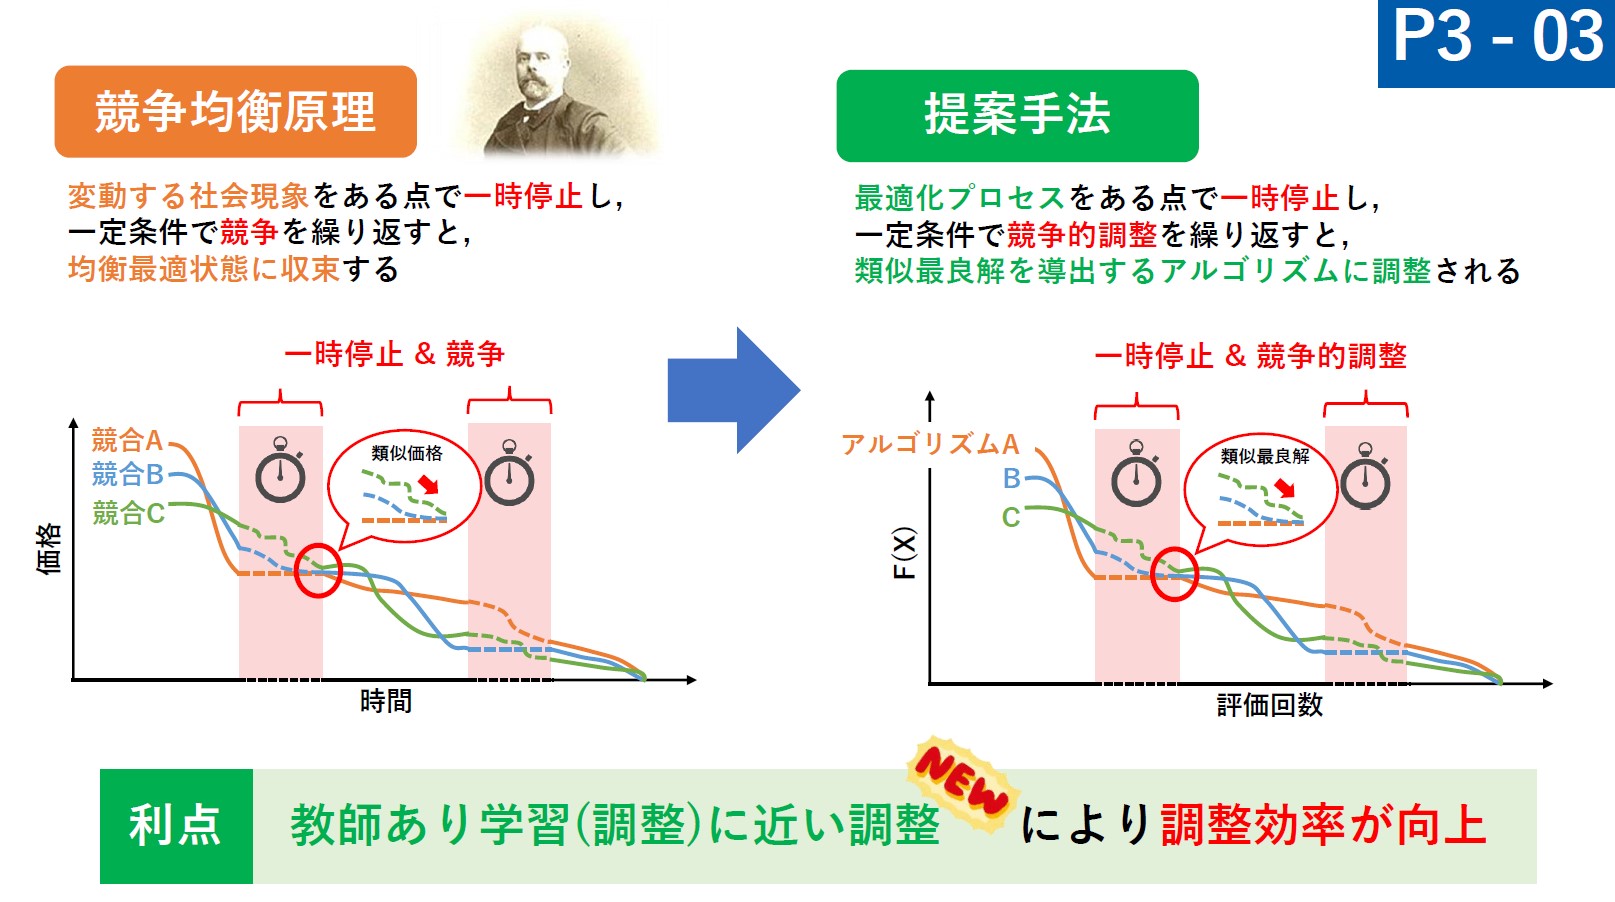 P3 - 03
競争均衡原理
変動する社会現象をある点で一時停止し,
一定条件で競争を繰り返すと,
均衡最適状態に収束する
一時停止 & 競争
競合A
競合B
競合C
類似価格
価格
時間
提案手法
最適化プロセスをある点で一時停止し,
一定条件で競争的調整を繰り返すと,
類似最良解を導出するアルゴリズムに調整される
一時停止 & 競争的調整
アルゴリズムA
B
C
類似最良解
F(X)
評価回数
利点
教師あり学習(調整)に近い調整 NEW により調整効率が向上